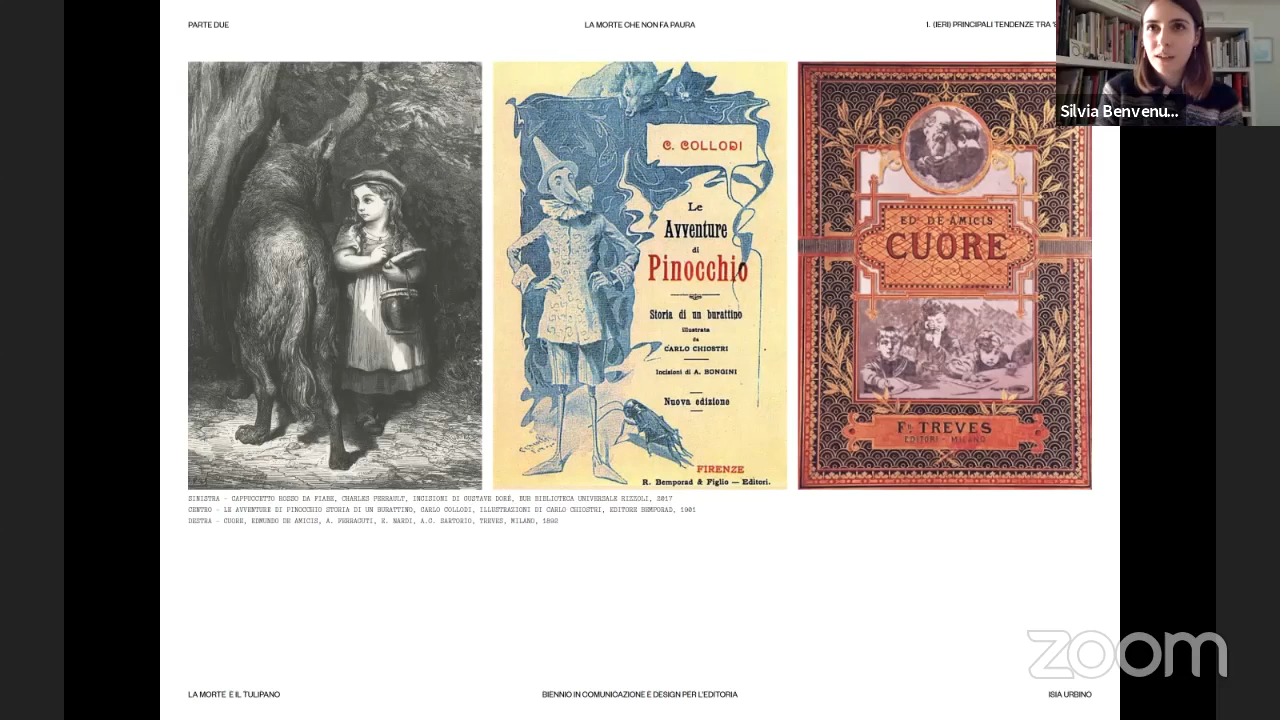 PARTE DUE
LA MORTE CHE NON FA PAURA
1. (IERI) PRINCIPALI TENDENZE TRA
Silvia Benvenu...
C. COLLODI
Le
Avventure
di
Pinocchio
Storia di un burattino
illustrata
da
CARLO CHIOSTRI
Incisioni di A. BONGINI
Nuova edizione
FIRENZE
R. Bemporad & Figlio — Editori.
ED. DE AMICIS
CUORE
F.LLI TREVES
EDITORI - MILANO
SINISTRA - CAPPUCCETTO ROSSO DA FIABE, CHARLES PERRAULT, INCISIONI DI GUSTAVE DORÉ, BUR BIBLIOTECA UNIVERSALE RIZZOLI, 2017
CENTRO - LE AVVENTURE DI PINOCCHIO STORIA DI UN BURATTINO, CARLO COLLODI, ILLUSTRAZIONI DI CARLO CHIOSTRI, EDITORE BEMPORAD, 1901
DESTRA - CUORE, EDMUNDO DE AMICIS, A. FERRAGUTI, E. NARDI, A.G. SARTORIO, TREVES, MILANO, 1892
zoom
LA MORTE E IL TULIPANO
BIENNIO IN COMUNICAZIONE E DESIGN PER L'EDITORIA
ISIA URBINO